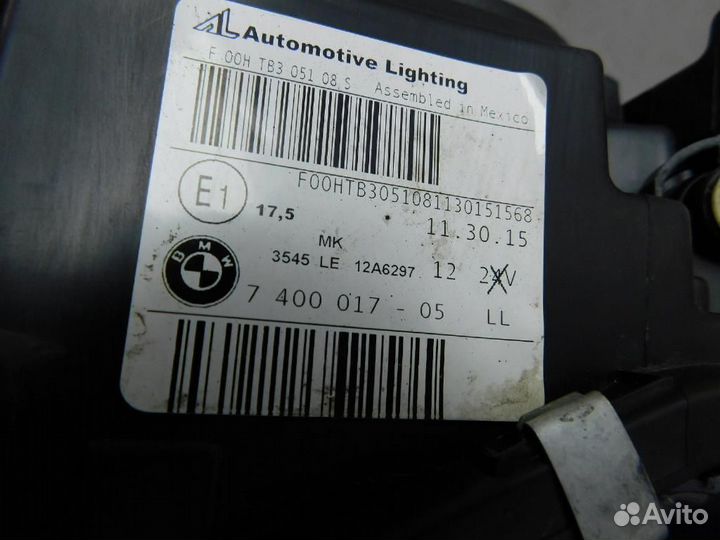 AL Automotive Lighting
F 00H TB3 051 08 S Assembled in Mexico
F00HTB3051081130151568
E1 17,5 11.30.15
MK
3545 LE 12A6297 12 24V
BMW 7 400 017 - 05 LL
Avito